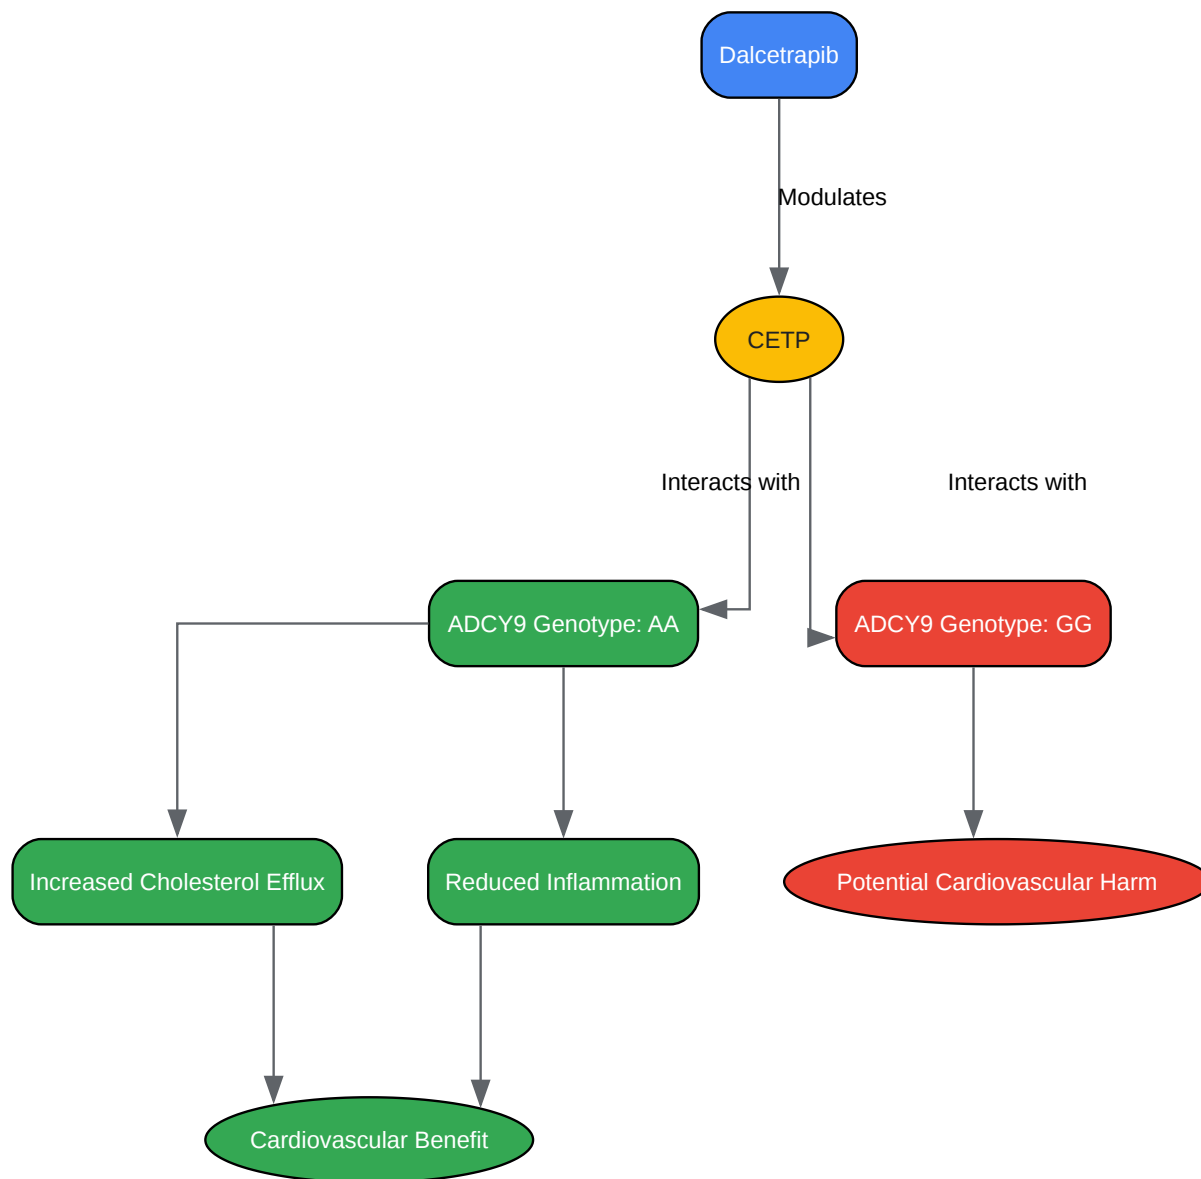 Dalcetrapib
Modulates
CETP
Interacts with
Interacts with
ADCY9 Genotype: AA
ADCY9 Genotype: GG
Increased Cholesterol Efflux
Reduced Inflammation
Potential Cardiovascular Harm
Cardiovascular Benefit